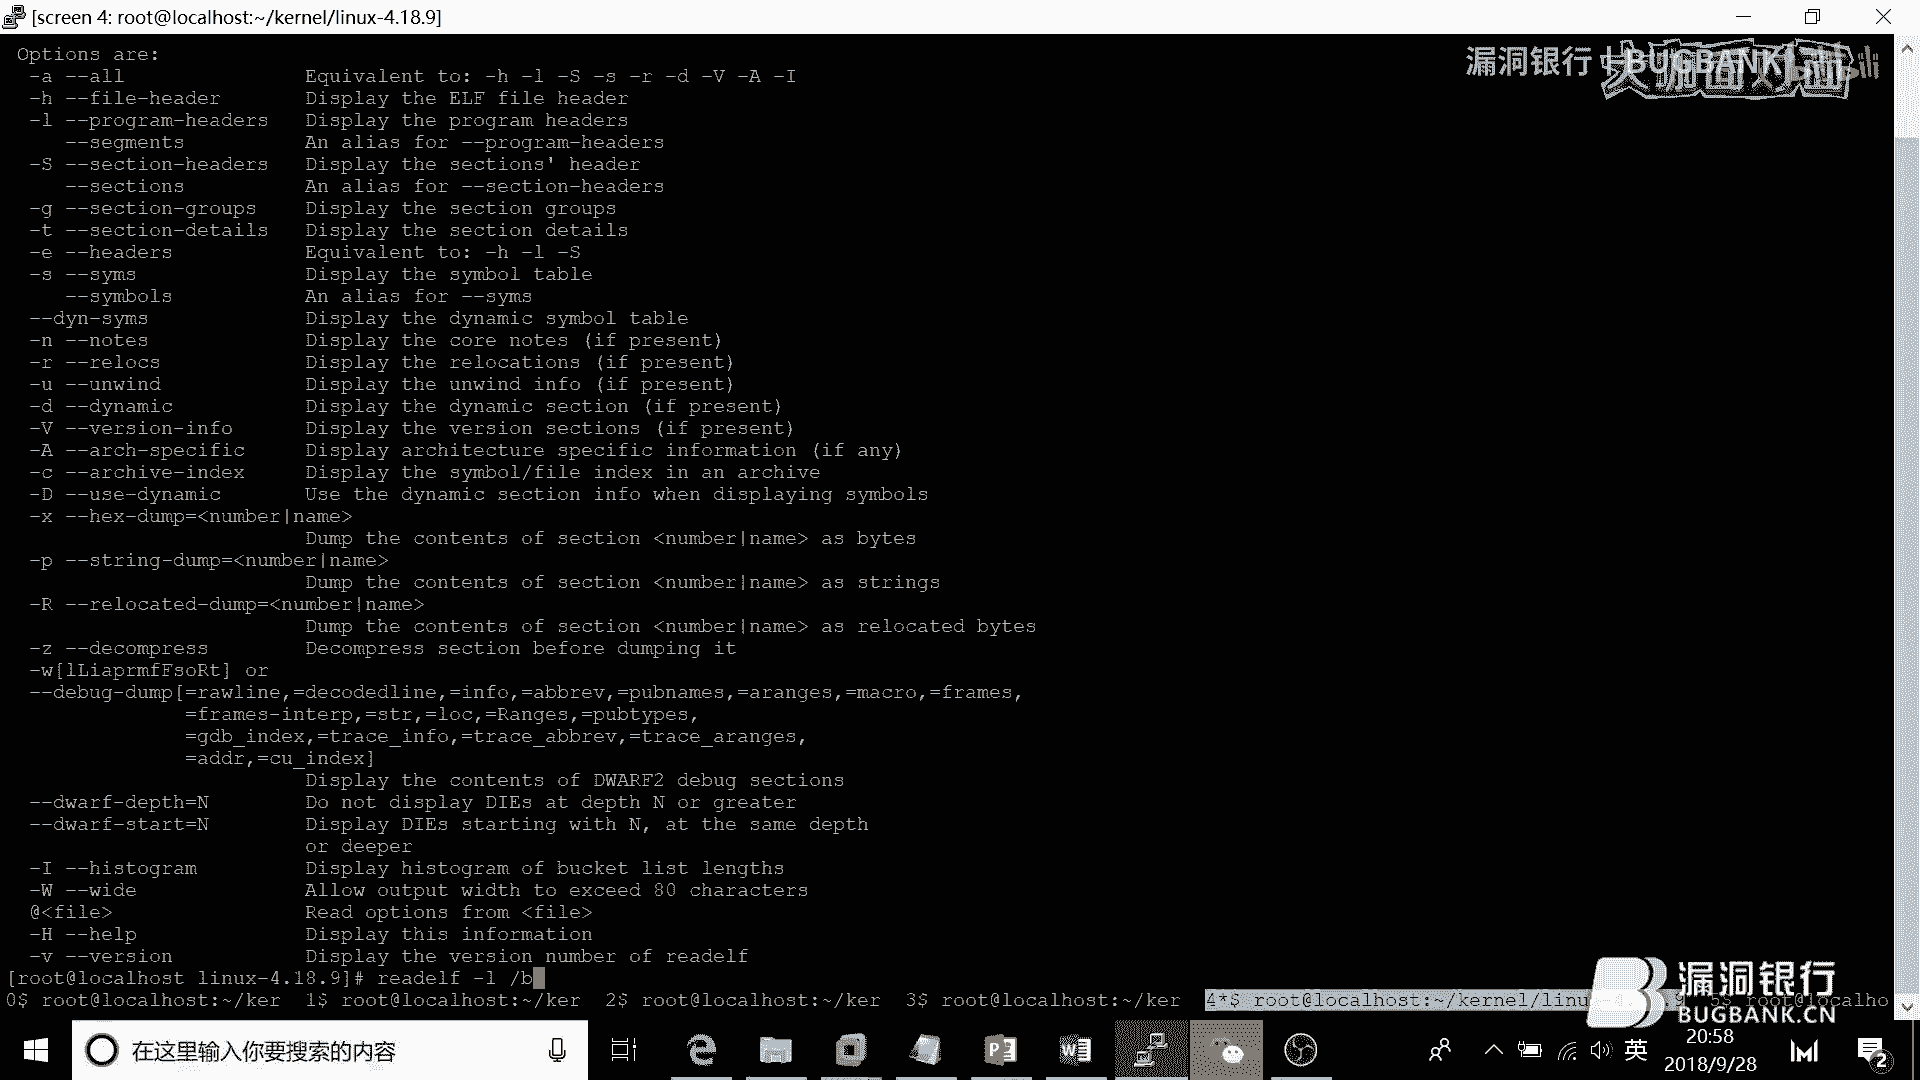 [screen 4: root@localhost:~/kernel/linux-4.18.9]
漏洞银行 | BUGBANK
Options are:
-a --all Equivalent to: -h -l -S -s -r -d -V -A -I
-h --file-header Display the ELF file header
-l --program-headers Display the program headers
--segments An alias for --program-headers
-S --section-headers Display the sections' header
--sections An alias for --section-headers
-g --section-groups Display the section groups
-t --section-details Display the section details
-e --headers Equivalent to: -h -l -S
-s --syms Display the symbol table
--symbols An alias for --syms
--dyn-syms Display the dynamic symbol table
-n --notes Display the core notes (if present)
-r --relocs Display the relocations (if present)
-u --unwind Display the unwind info (if present)
-d --dynamic Display the dynamic section (if present)
-V --version-info Display the version sections (if present)
-A --arch-specific Display architecture specific information (if any)
-c --archive-index Display the symbol/file index in an archive
-D --use-dynamic Use the dynamic section info when displaying symbols
-x --hex-dump=<number|name>
Dump the contents of section <number|name> as bytes
-p --string-dump=<number|name>
Dump the contents of section <number|name> as strings
-R --relocated-dump=<number|name>
Dump the contents of section <number|name> as relocated bytes
-z --decompress Decompress section before dumping it
-w[lLiaprmfFsoRt] or
--debug-dump[=rawline,=decodedline,=info,=abbrev,=pubnames,=aranges,=macro,=frames,
=frames-interp,=str,=loc,=Ranges,=pubtypes,
=gdb_index,=trace_info,=trace_abbrev,=trace_aranges,
=addr,=cu_index]
Display the contents of DWARF2 debug sections
--dwarf-depth=N Do not display DIEs at depth N or greater
--dwarf-start=N Display DIEs starting with N, at the same depth
or deeper
-I --histogram Display histogram of bucket list lengths
-W --wide Allow output width to exceed 80 characters
@<file> Read options from <file>
-H --help Display this information
-v --version Display the version number of readelf
[root@localhost linux-4.18.9]# readelf -l /b
0$ root@localhost:~/ker 1$ root@localhost:~/ker 2$ root@localhost:~/ker 3$ root@localhost:~/ker 4*$ root@localhost:~/kernel/linux-4.18.9 5$ root@localho
漏洞银行
BUGBANK.CN
在这里输入你要搜索的内容
英
20:58
2018/9/28
2